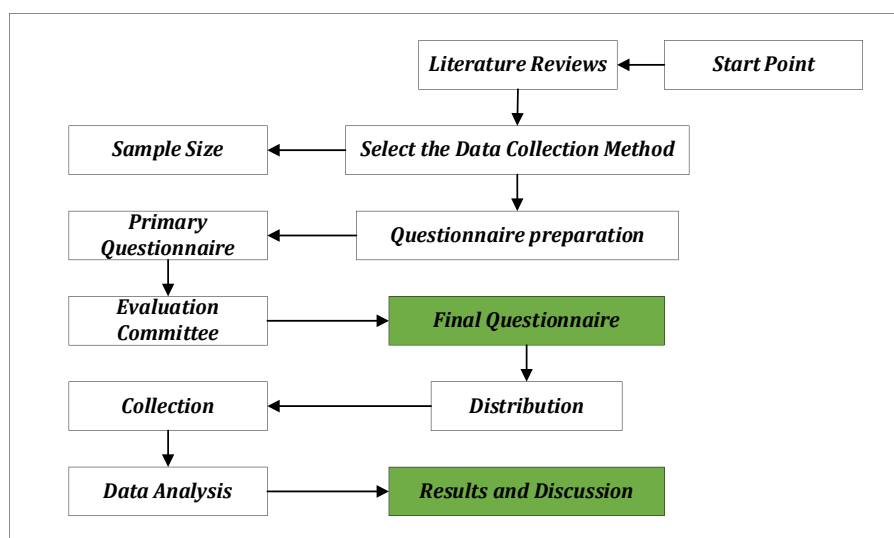 Literature Reviews
Start Point
Sample Size
Select the Data Collection Method
Primary
Questionnaire
Questionnaire preparation
Evaluation
Committee
Final Questionnaire
Collection
Distribution
Data Analysis
Results and Discussion